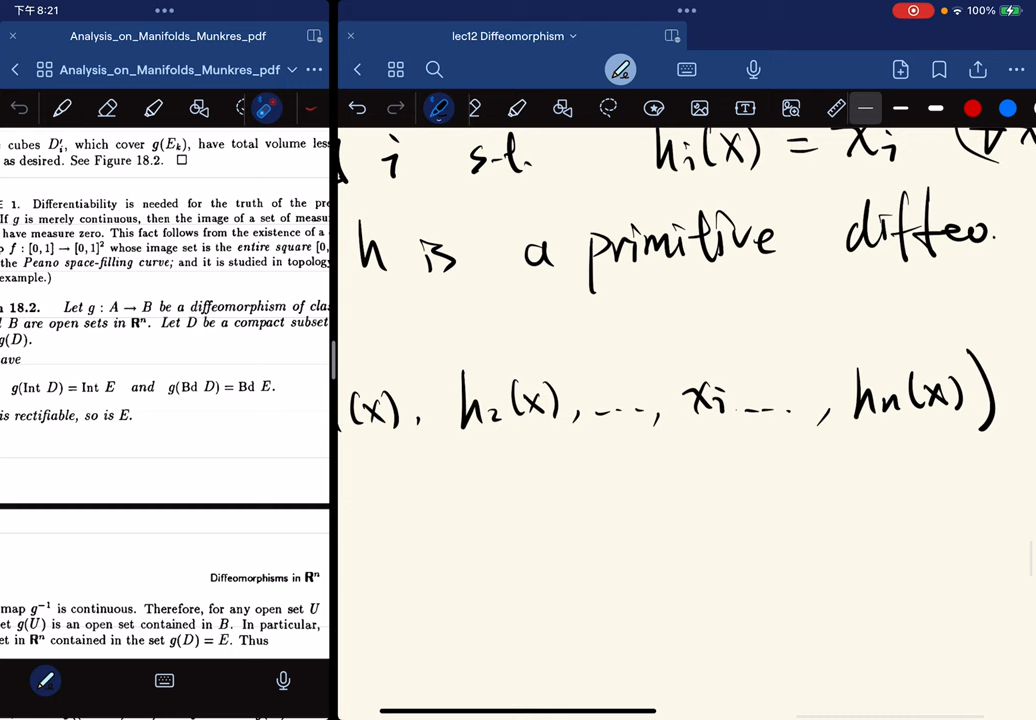 下午8:21
100%
Analysis_on_Manifolds_Munkres_pdf
lec12 Diffeomorphism
Analysis_on_Manifolds_Munkres_pdf
cubes D′ᵢ, which cover g(Eₖ), have total volume les
as desired. See Figure 18.2. □
E 1. Differentiability is needed for the truth of the pre
If g is merely continuous, then the image of a set of measu
have measure zero. This fact follows from the existence of a
f : [0, 1] → [0, 1]² whose image set is the entire square [0,
the Peano space-filling curve; and it is studied in topology
example.)
18.2. Let g : A → B be a diffeomorphism of cla
B are open sets in Rⁿ. Let D be a compact subset
g(D).
ave
g(Int D) = Int E and g(Bd D) = Bd E.
is rectifiable, so is E.
Diffeomorphisms in Rⁿ
map g⁻¹ is continuous. Therefore, for any open set U
et g(U) is an open set contained in B. In particular,
et in Rⁿ contained in the set g(D) = E. Thus
i s.t. hᵢ(x) = xᵢ (∀x
h is a primitive diffeo.
(x), h₂(x), ..., xᵢ ..., hₙ(x))